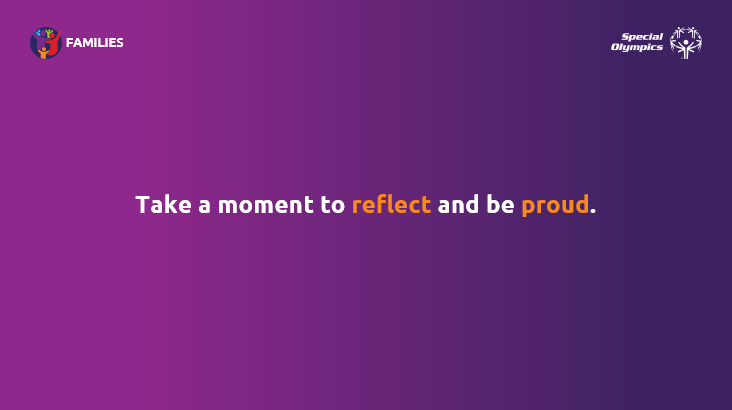 FAMILIES
Special
Olympics
Take a moment to reflect and be proud.